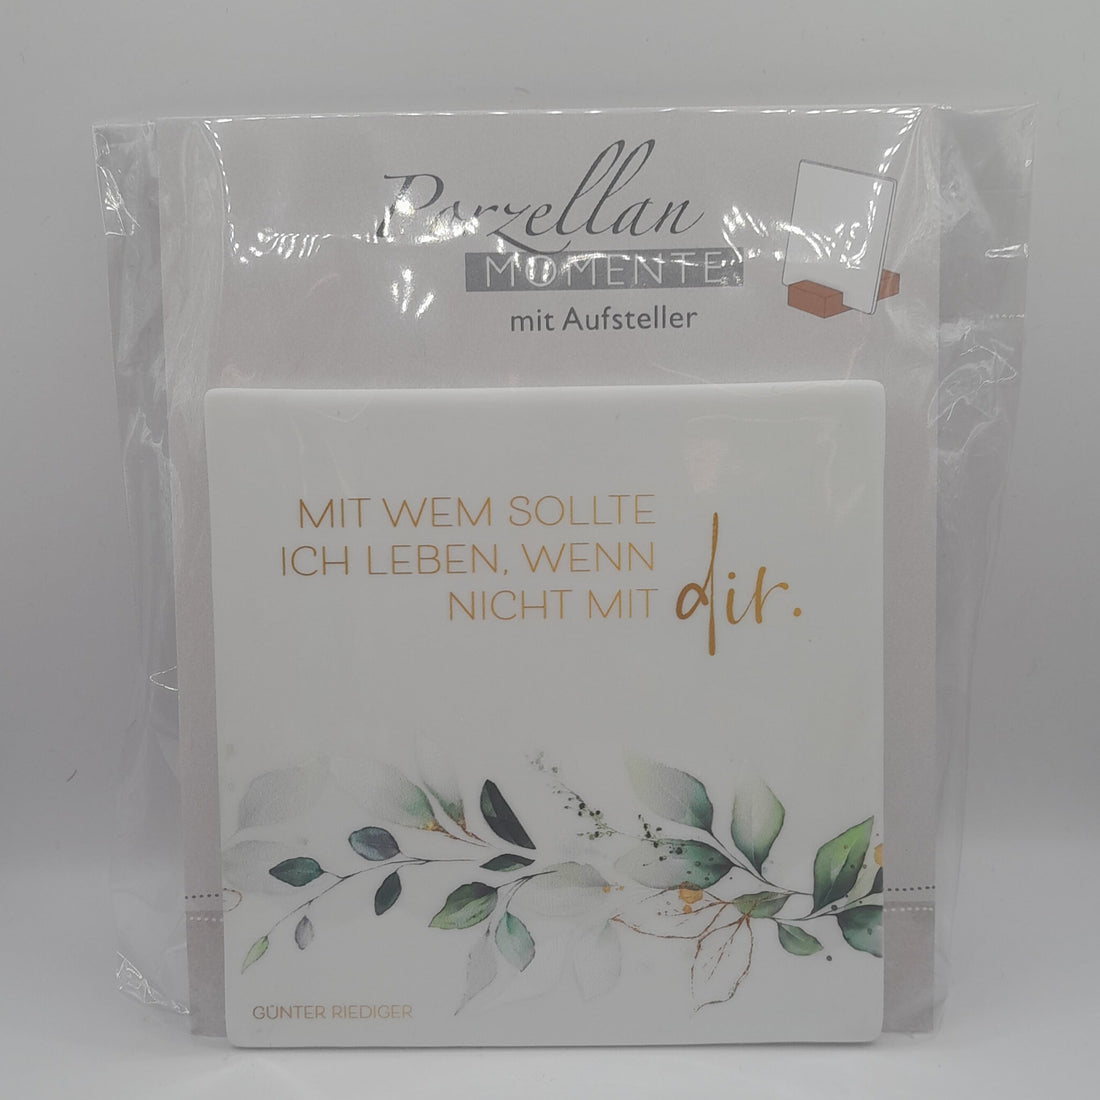 Porzellan
MOMENTE
mit Aufsteller
MIT WEM SOLLTE
ICH LEBEN, WENN
NICHT MIT dir.
GÜNTER RIEDIGER